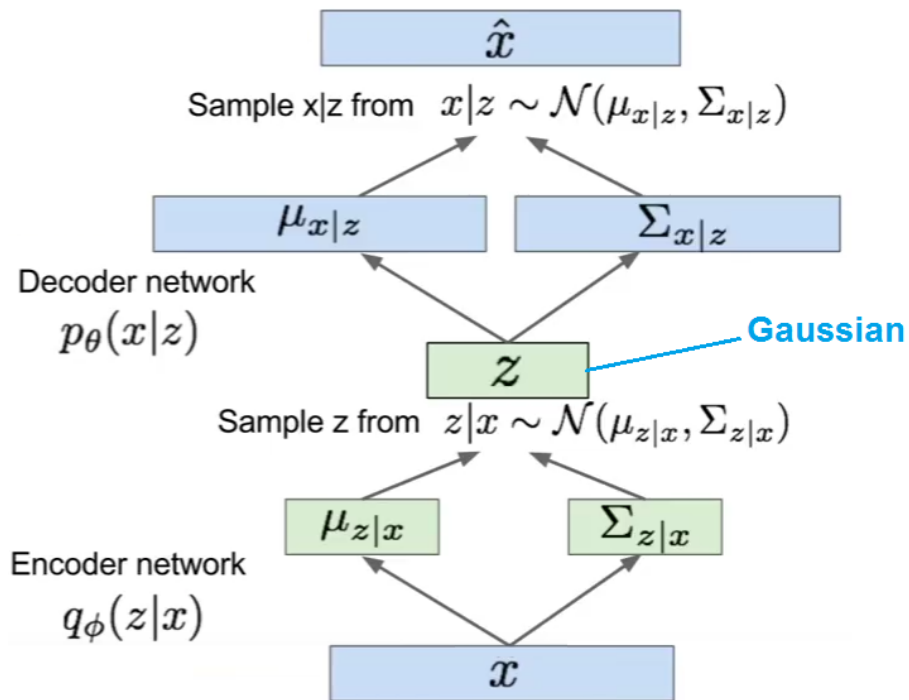 x̂
Sample x|z from x|z ∼ 𝒩(μ_{x|z}, Σ_{x|z})
μ_{x|z}
Σ_{x|z}
Decoder network
p_θ(x|z)
Gaussian
z
Sample z from z|x ∼ 𝒩(μ_{z|x}, Σ_{z|x})
μ_{z|x}
Σ_{z|x}
Encoder network
q_ϕ(z|x)
x